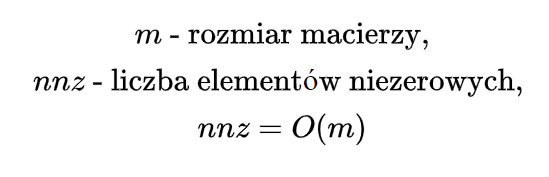 m - rozmiar macierzy,
nnz - liczba elementów niezerowych,
nnz = O(m)